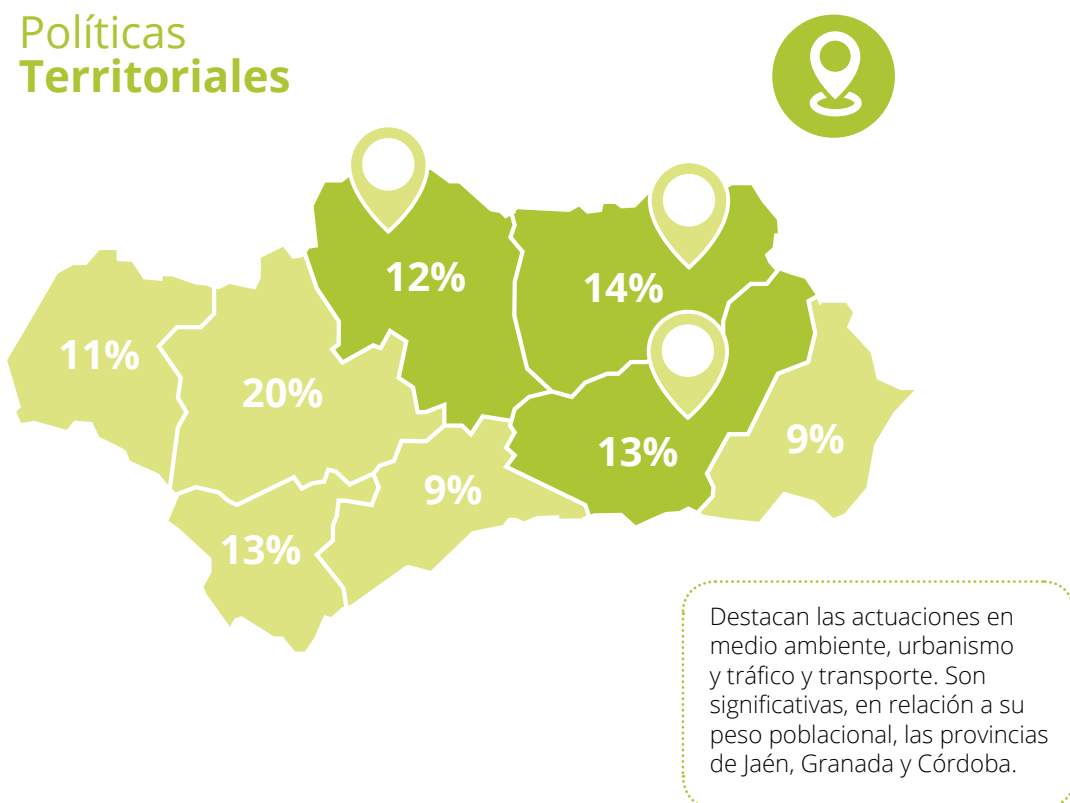 Políticas
Territoriales
12%
14%
11%
20%
13%
9%
9%
13%
Destacan las actuaciones en
medio ambiente, urbanismo
y tráfico y transporte. Son
significativas, en relación a su
peso poblacional, las provincias
de Jaén, Granada y Córdoba.